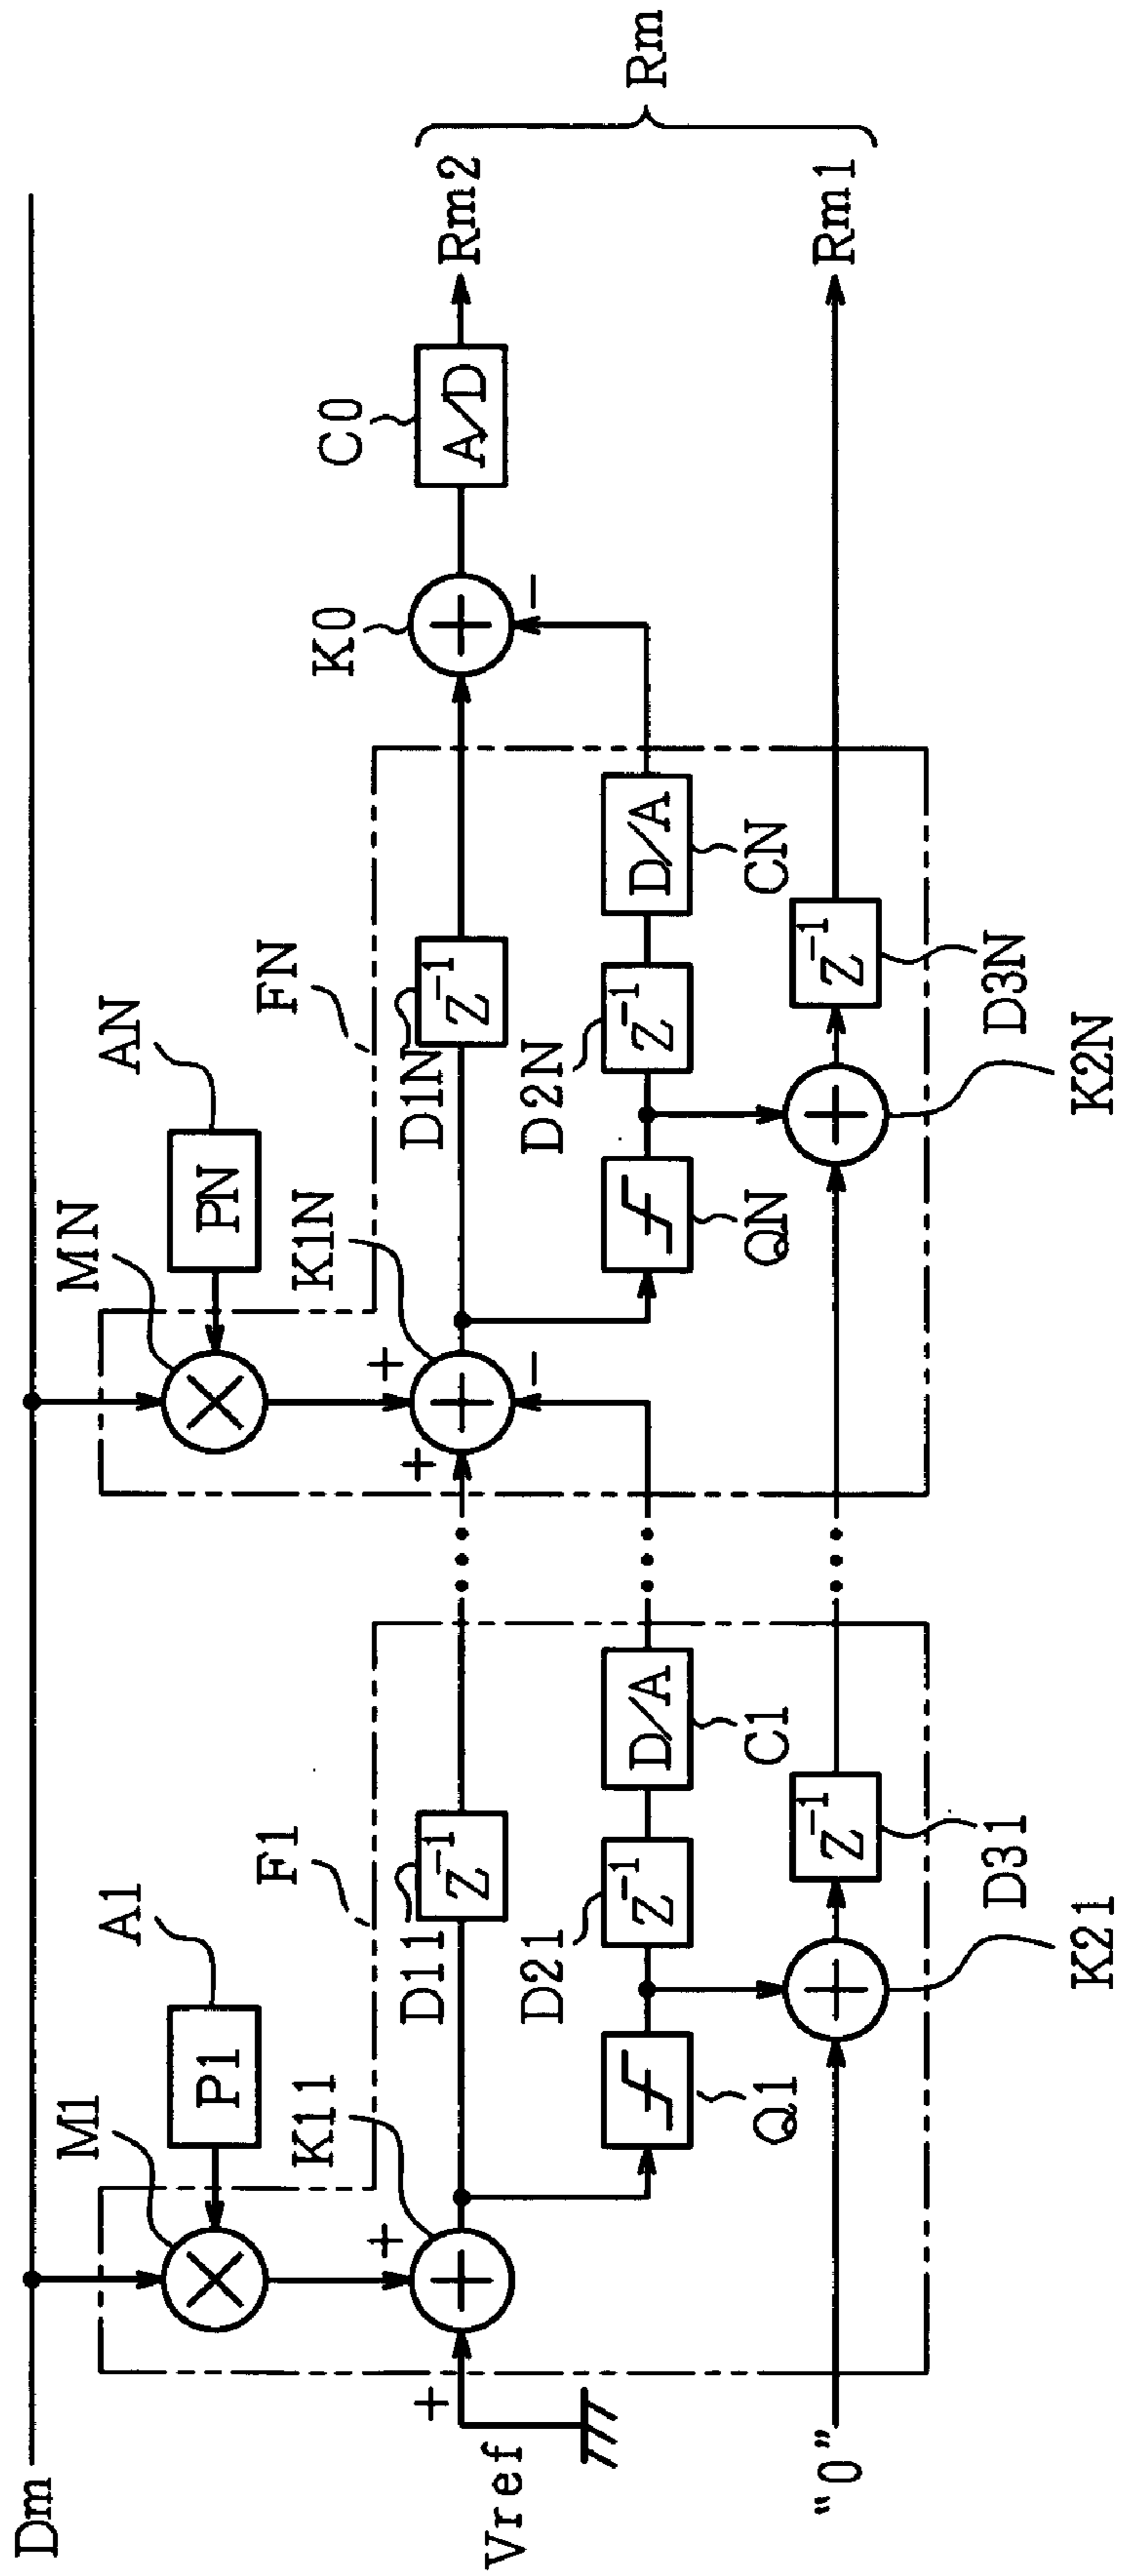 Dm
M1
A1
P1
MN
AN
PN
K11
F1
K1N
FN
K0
C0
Vref
+
+
D11
Z⁻¹
+
+
−
D1N
Z⁻¹
−
A/D
Rm2
Q1
D21
Z⁻¹
D/A
C1
QN
D2N
Z⁻¹
D/A
CN
Rm
“0”
K21
Z⁻¹
D31
K2N
Z⁻¹
D3N
Rm1